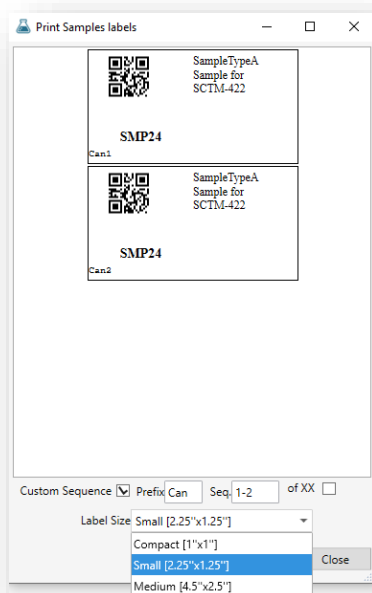 Print Samples labels
SampleTypeA
Sample for
SCTM-422
SMP24
Can1
SampleTypeA
Sample for
SCTM-422
SMP24
Can2
Custom Sequence Prefix Can Seq. 1-2 of XX
Label Size Small [2.25"x1.25"]
Compact [1"x1"]
Small [2.25"x1.25"] Close
Medium [4.5"x2.5"]